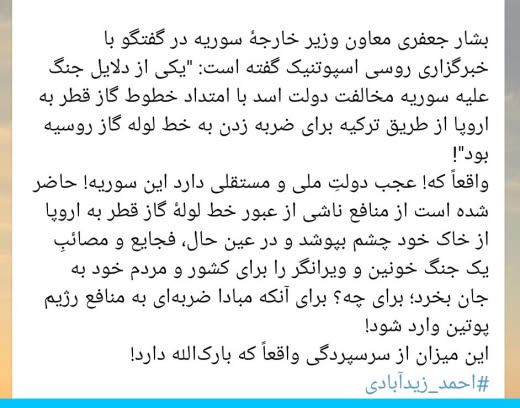 بشار جعفری معاون وزیر خارجهٔ سوریه در گفتگو با
خبرگزاری روسی اسپوتنیک گفته است: "یکی از دلایل جنگ
علیه سوریه مخالفت دولت اسد با امتداد خطوط گاز قطر به
اروپا از طریق ترکیه برای ضربه زدن به خط لوله گاز روسیه
بود"!
واقعاً که! عجب دولتِ ملی و مستقلی دارد این سوریه! حاضر
شده است از منافع ناشی از عبور خط لولهٔ گاز قطر به اروپا
از خاک خود چشم بپوشد و در عین حال، فجایع و مصائبِ
یک جنگ خونین و ویرانگر را برای کشور و مردم خود به
جان بخرد؛ برای چه؟ برای آنکه مبادا ضربه‌ای به منافع رژیم
پوتین وارد شود!
این میزان از سرسپردگی واقعاً که بارک‌الله دارد!
#احمد_زیدآبادی